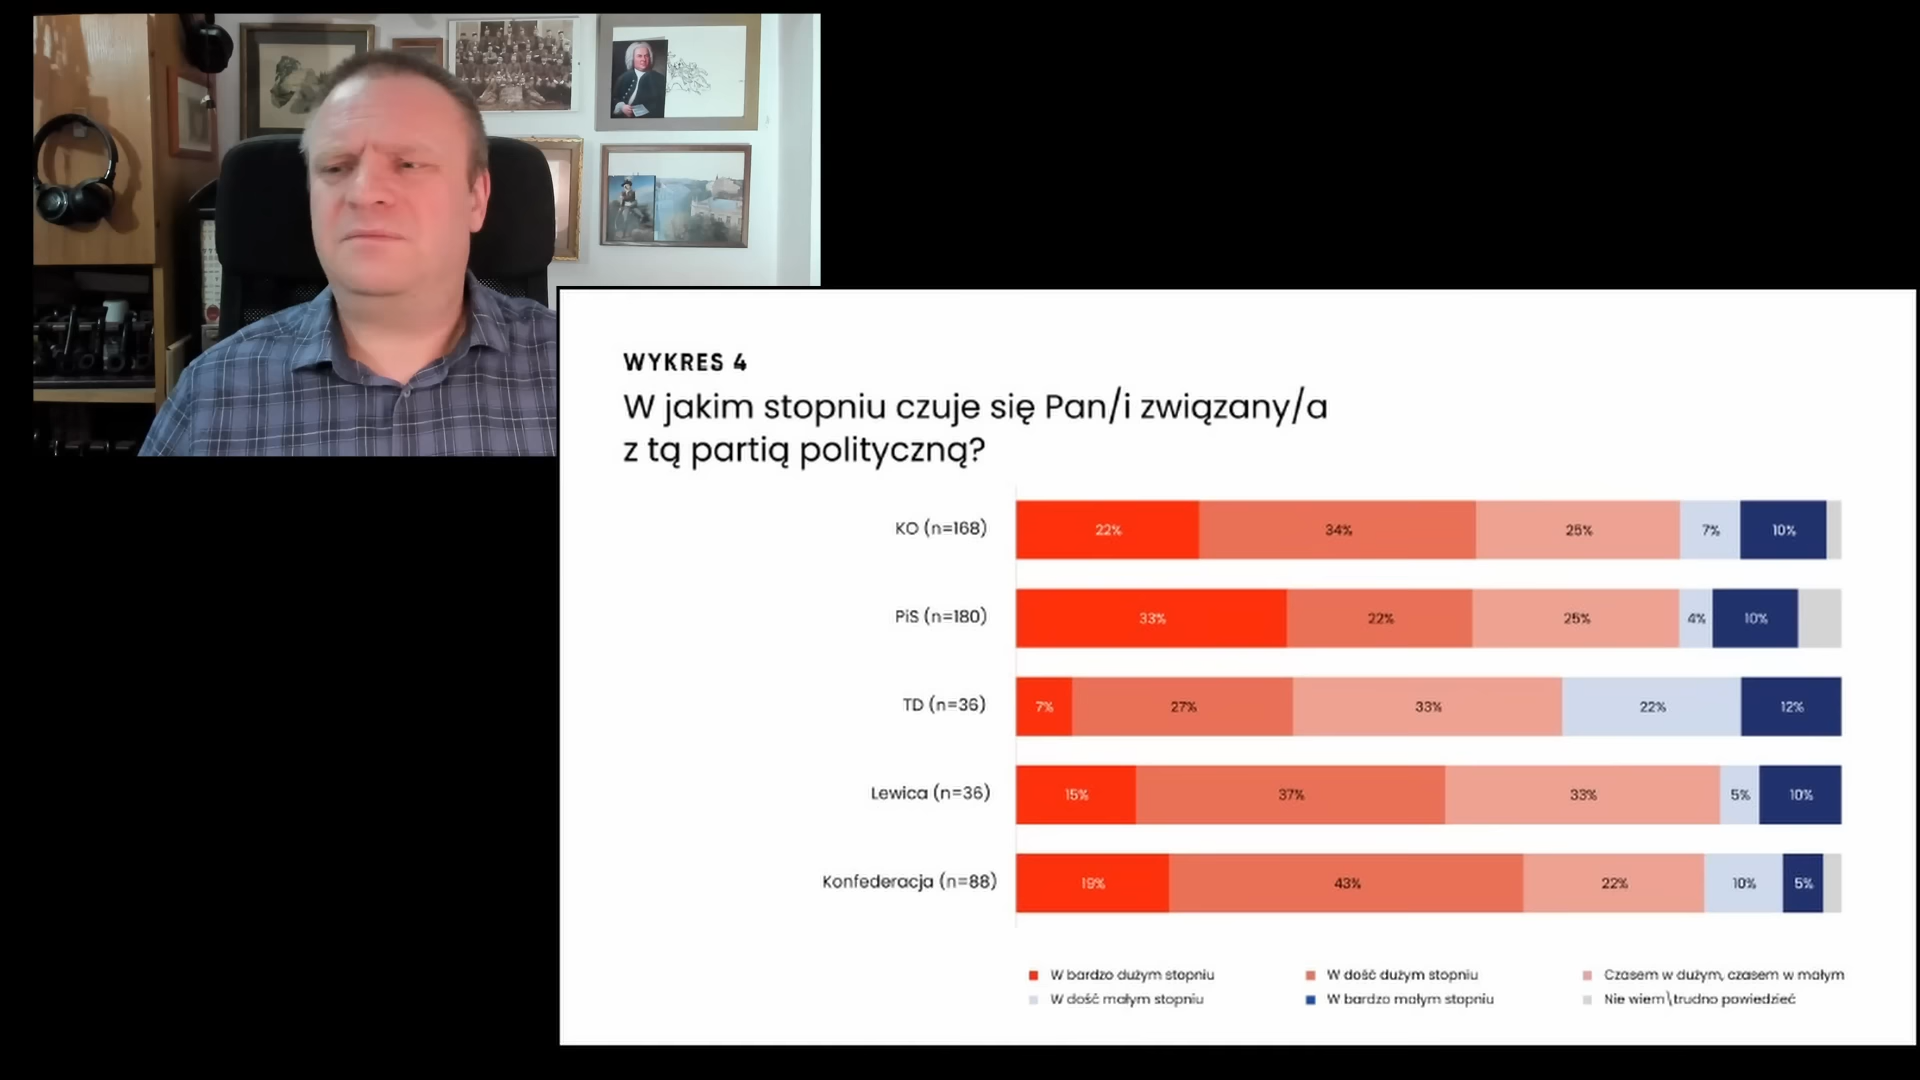 WYKRES 4
W jakim stopniu czuje się Pan/i związany/a
z tą partią polityczną?
KO (n=168) 22% 34% 25% 7% 10%
PiS (n=180) 33% 22% 25% 4% 10%
TD (n=36) 7% 27% 33% 22% 12%
Lewica (n=36) 15% 37% 33% 5% 10%
Konfederacja (n=88) 19% 43% 22% 10% 5%
W bardzo dużym stopniu W dość dużym stopniu Czasem w dużym, czasem w małym
W dość małym stopniu W bardzo małym stopniu Nie wiem\trudno powiedzieć